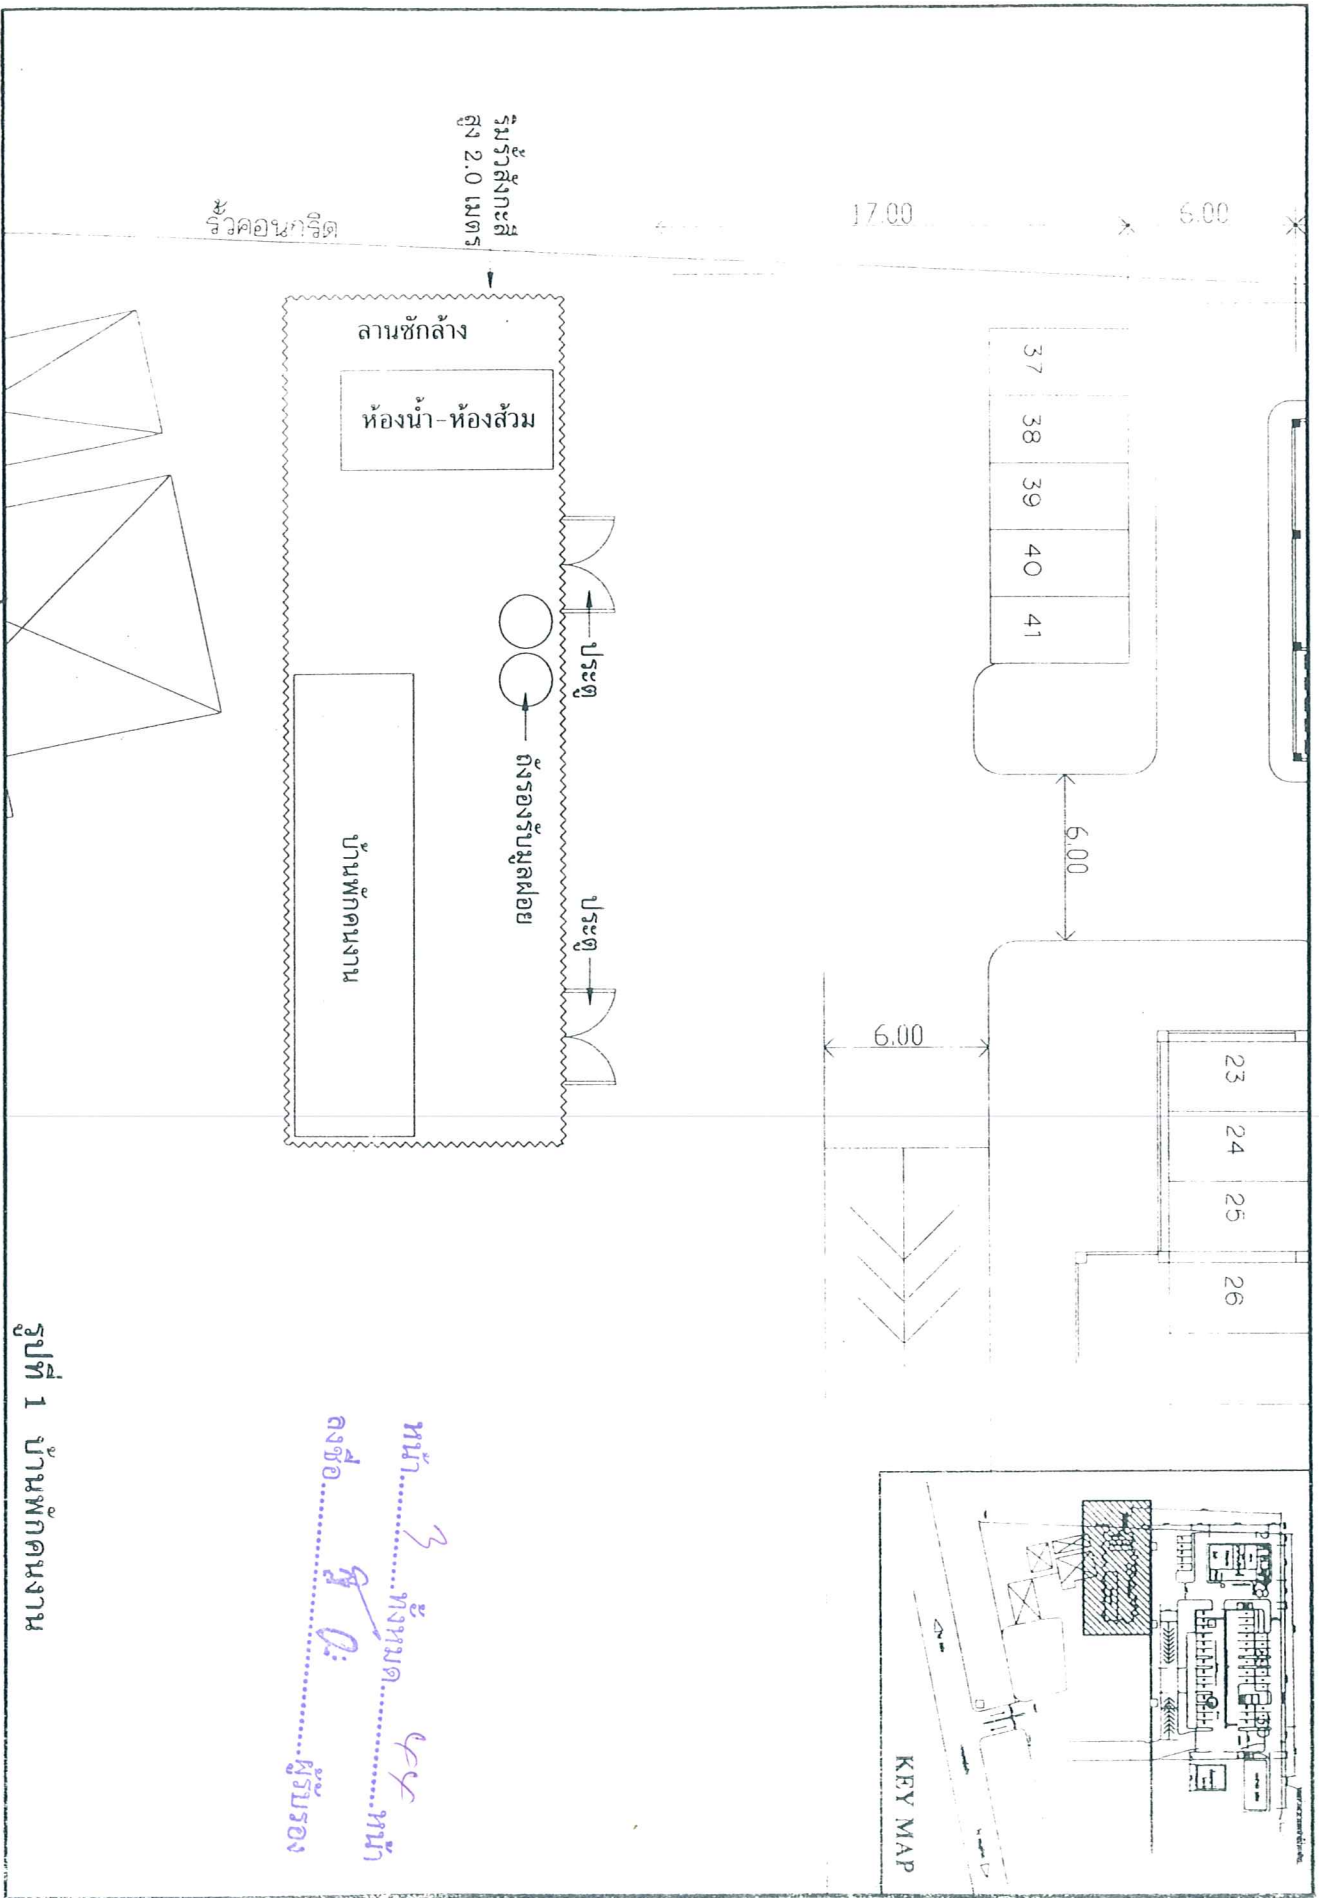 ริมรั้วสังกะสี
สูง 2.0 เมตร
รั้วคอนกรีต
17.00
6.00
ลานซักล้าง
ห้องน้ำ-ห้องส้วม
37
38
39
40
41
ประตู
ถังรองรับมูลฝอย
บ้านพักคนงาน
ประตู
6.00
6.00
23
24
25
26
KEY MAP
หน้า 3 ทั้งหมด 44 หน้า
ลงชื่อ ผู้รับรอง
รูปที่ 1 บ้านพักคนงาน